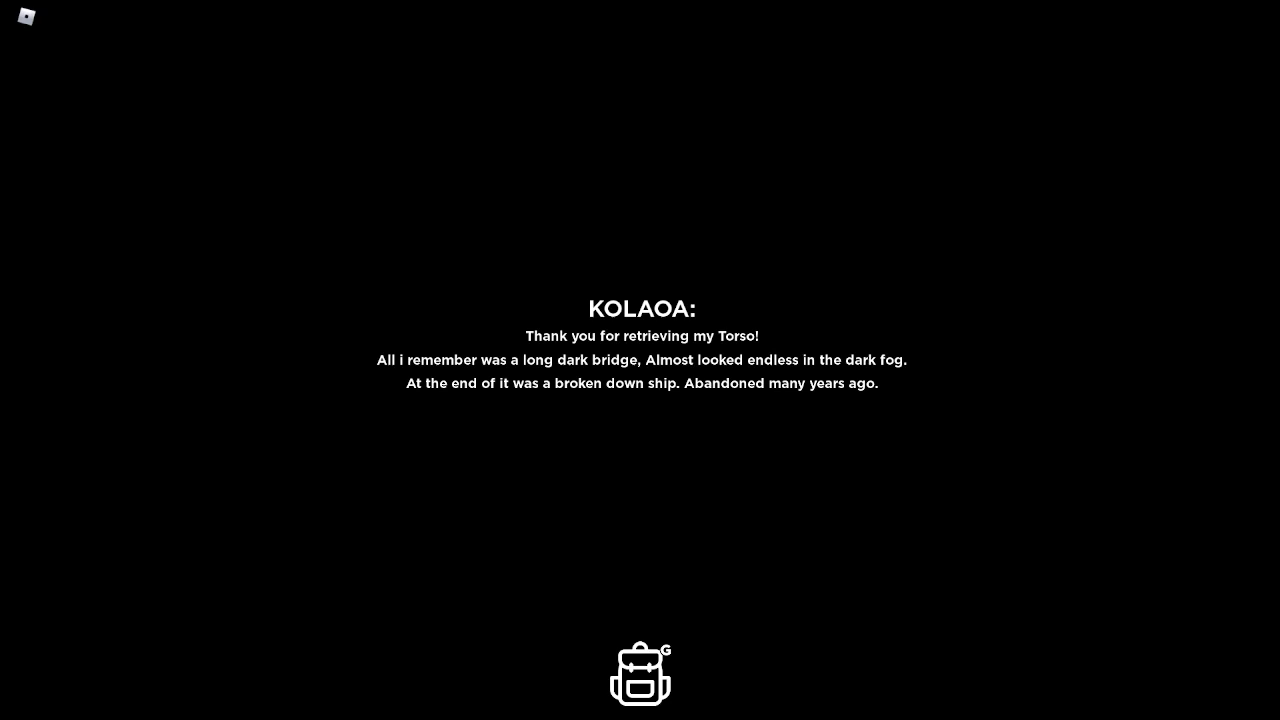 KOLAOA:
Thank you for retrieving my Torso!
All i remember was a long dark bridge, Almost looked endless in the dark fog.
At the end of it was a broken down ship. Abandoned many years ago.
G